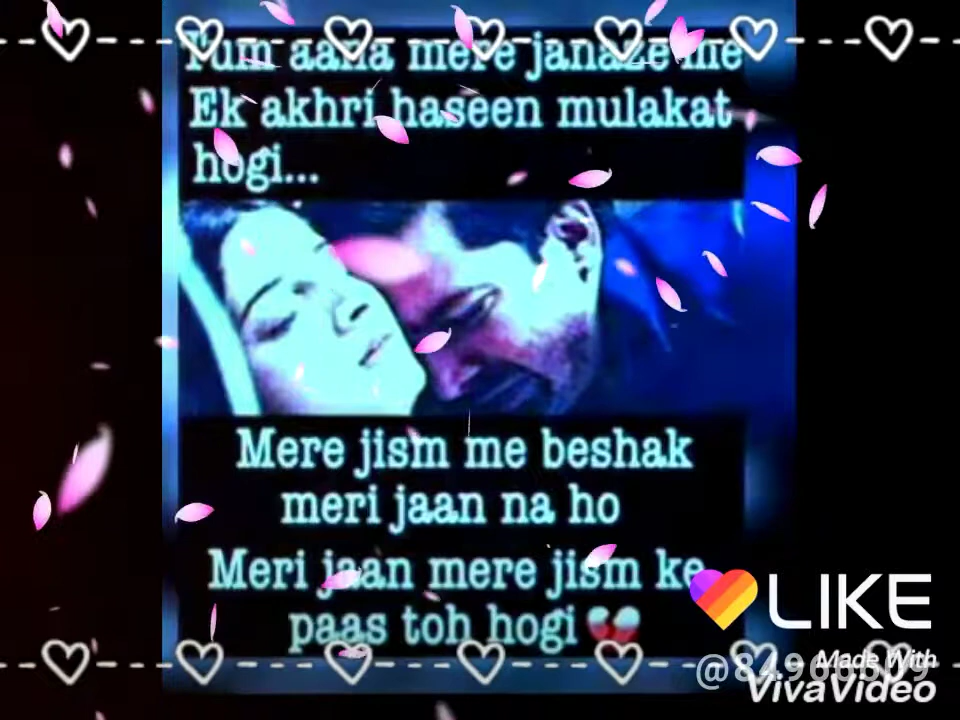 Tum aana mere janaze me
Ek akhri haseen mulakat
hogi...
Mere jism me beshak
meri jaan na ho
Meri jaan mere jism ke
paas toh hogi
LIKE
Made With
VivaVideo